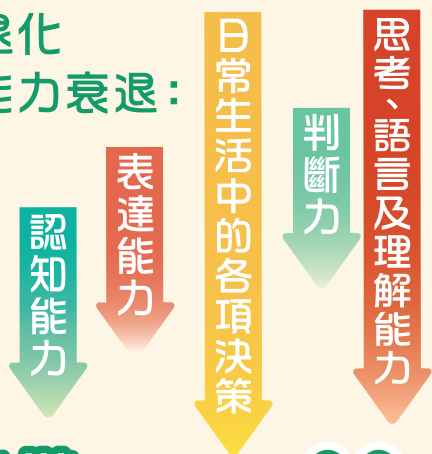 退化
能力衰退：
認知能力
表達能力
日常生活中的各項決策
判斷力
思考、語言及理解能力